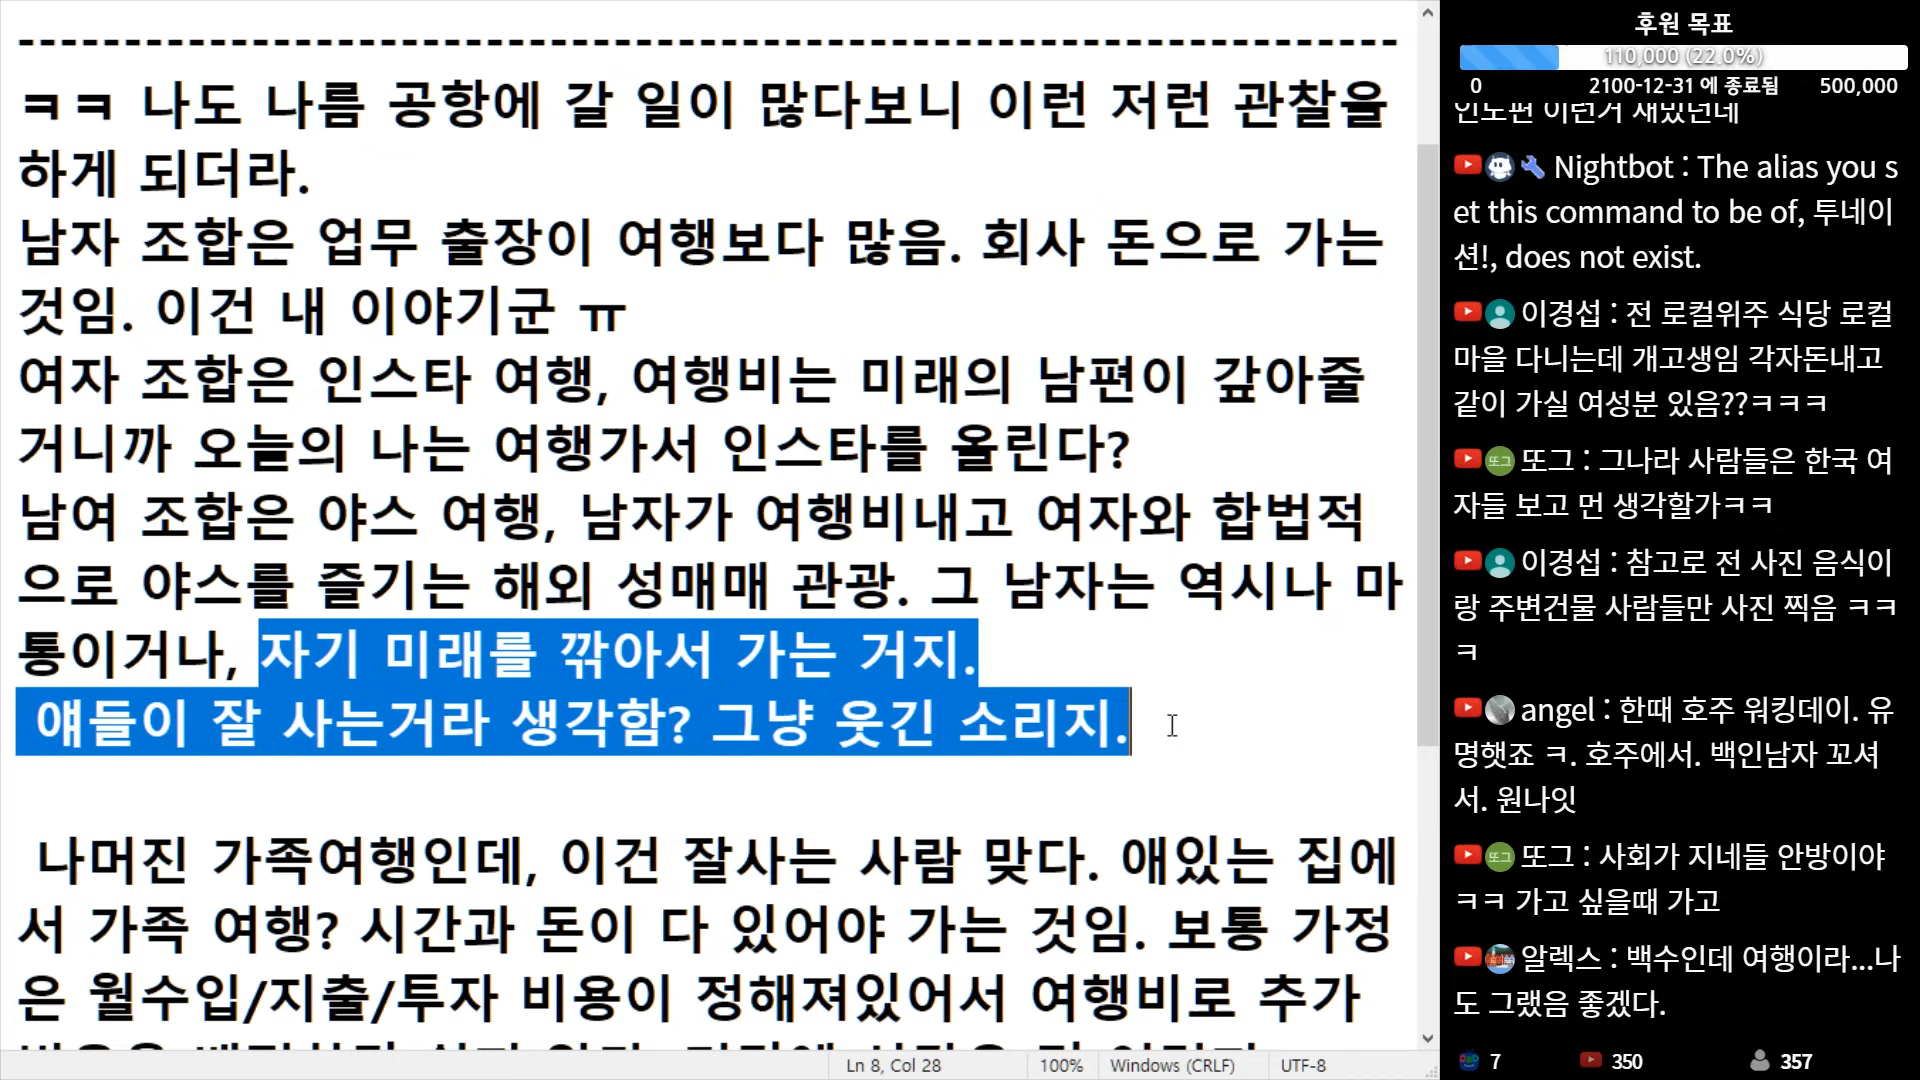 ㅋㅋ 나도 나름 공항에 갈 일이 많다보니 이런 저런 관찰을
하게 되더라.
남자 조합은 업무 출장이 여행보다 많음. 회사 돈으로 가는
것임. 이건 내 이야기군 ㅠ
여자 조합은 인스타 여행, 여행비는 미래의 남편이 갚아줄
거니까 오늘의 나는 여행가서 인스타를 올린다?
남여 조합은 야스 여행, 남자가 여행비내고 여자와 합법적
으로 야스를 즐기는 해외 성매매 관광. 그 남자는 역시나 마
통이거나, 자기 미래를 깎아서 가는 거지.
얘들이 잘 사는거라 생각함? 그냥 웃긴 소리지.
나머진 가족여행인데, 이건 잘사는 사람 맞다. 애있는 집에
서 가족 여행? 시간과 돈이 다 있어야 가는 것임. 보통 가정
은 월수입/지출/투자 비용이 정해져있어서 여행비로 추가
Ln 8, Col 28
100%
Windows (CRLF)
UTF-8
후원 목표
110,000 (22.0%)
0
2100-12-31 에 종료됨
500,000
인도편 이런거 재밌던데
Nightbot : The alias you s
et this command to be of, 투네이
션!, does not exist.
이경섭 : 전 로컬위주 식당 로컬
마을 다니는데 개고생임 각자돈내고
같이 가실 여성분 있음??ㅋㅋㅋ
또그
또그 : 그나라 사람들은 한국 여
자들 보고 먼 생각할가ㅋㅋ
이경섭 : 참고로 전 사진 음식이
랑 주변건물 사람들만 사진 찍음 ㅋㅋ
ㅋ
angel : 한때 호주 워킹데이. 유
명햇죠 ㅋ. 호주에서. 백인남자 꼬셔
서. 원나잇
또그
또그 : 사회가 지네들 안방이야
ㅋㅋ 가고 싶을때 가고
알렉스 : 백수인데 여행이라...나
도 그랬음 좋겠다.
7
350
357